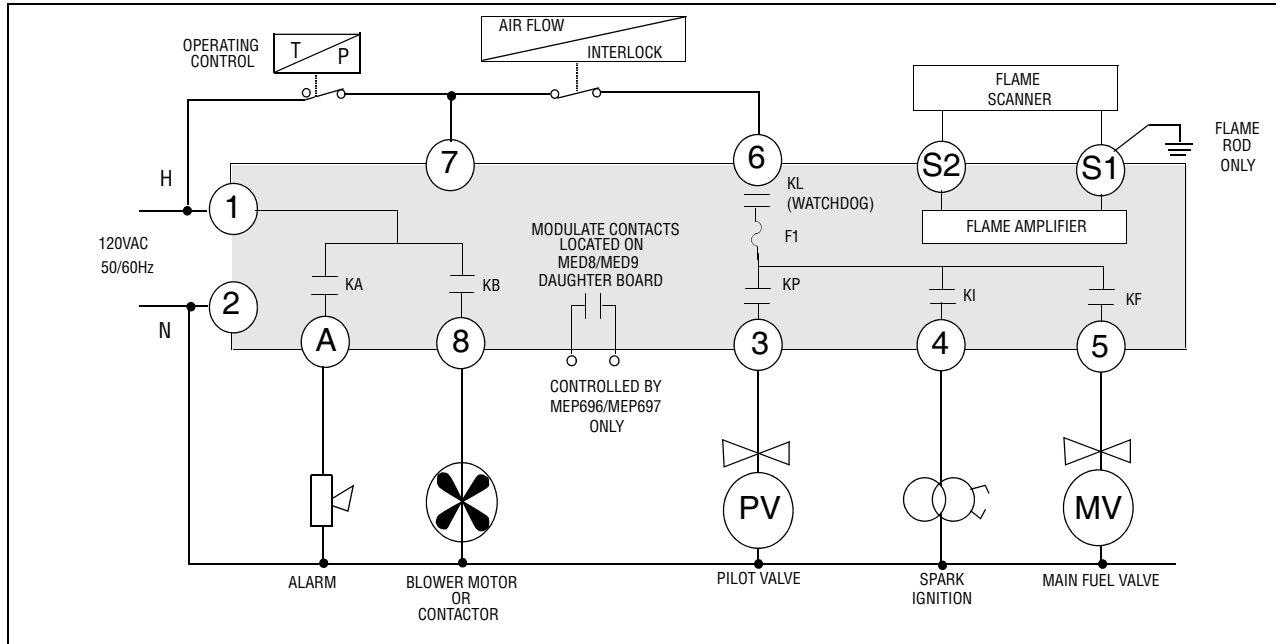 AIR FLOW
INTERLOCK
OPERATING
CONTROL
T
P
FLAME
SCANNER
FLAME
ROD
ONLY
7
6
S2
S1
H
1
KL
(WATCHDOG)
FLAME AMPLIFIER
F1
120VAC
50/60Hz
MODULATE CONTACTS
LOCATED ON
MED8/MED9
DAUGHTER BOARD
KA
KB
KP
KI
KF
2
N
A
8
3
4
5
CONTROLLED BY
MEP696/MEP697
ONLY
PV
MV
ALARM
BLOWER MOTOR
OR
CONTACTOR
PILOT VALVE
SPARK
IGNITION
MAIN FUEL VALVE